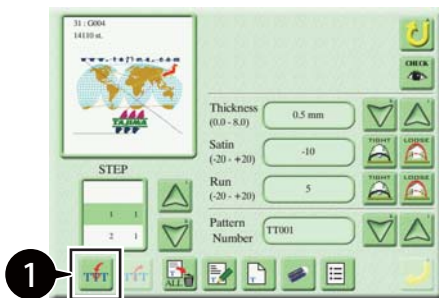 31 : G004
14110 st.
www.tajima.com
TAJIMA
CHECK
Thickness
(0.0 - 8.0)
0.5 mm
Satin
(-20 - +20)
-10
TIGHT
LOOSE
Run
(-20 - +20)
5
TIGHT
LOOSE
Pattern
Number
TT001
STEP
1 1
2 1
ALL
1